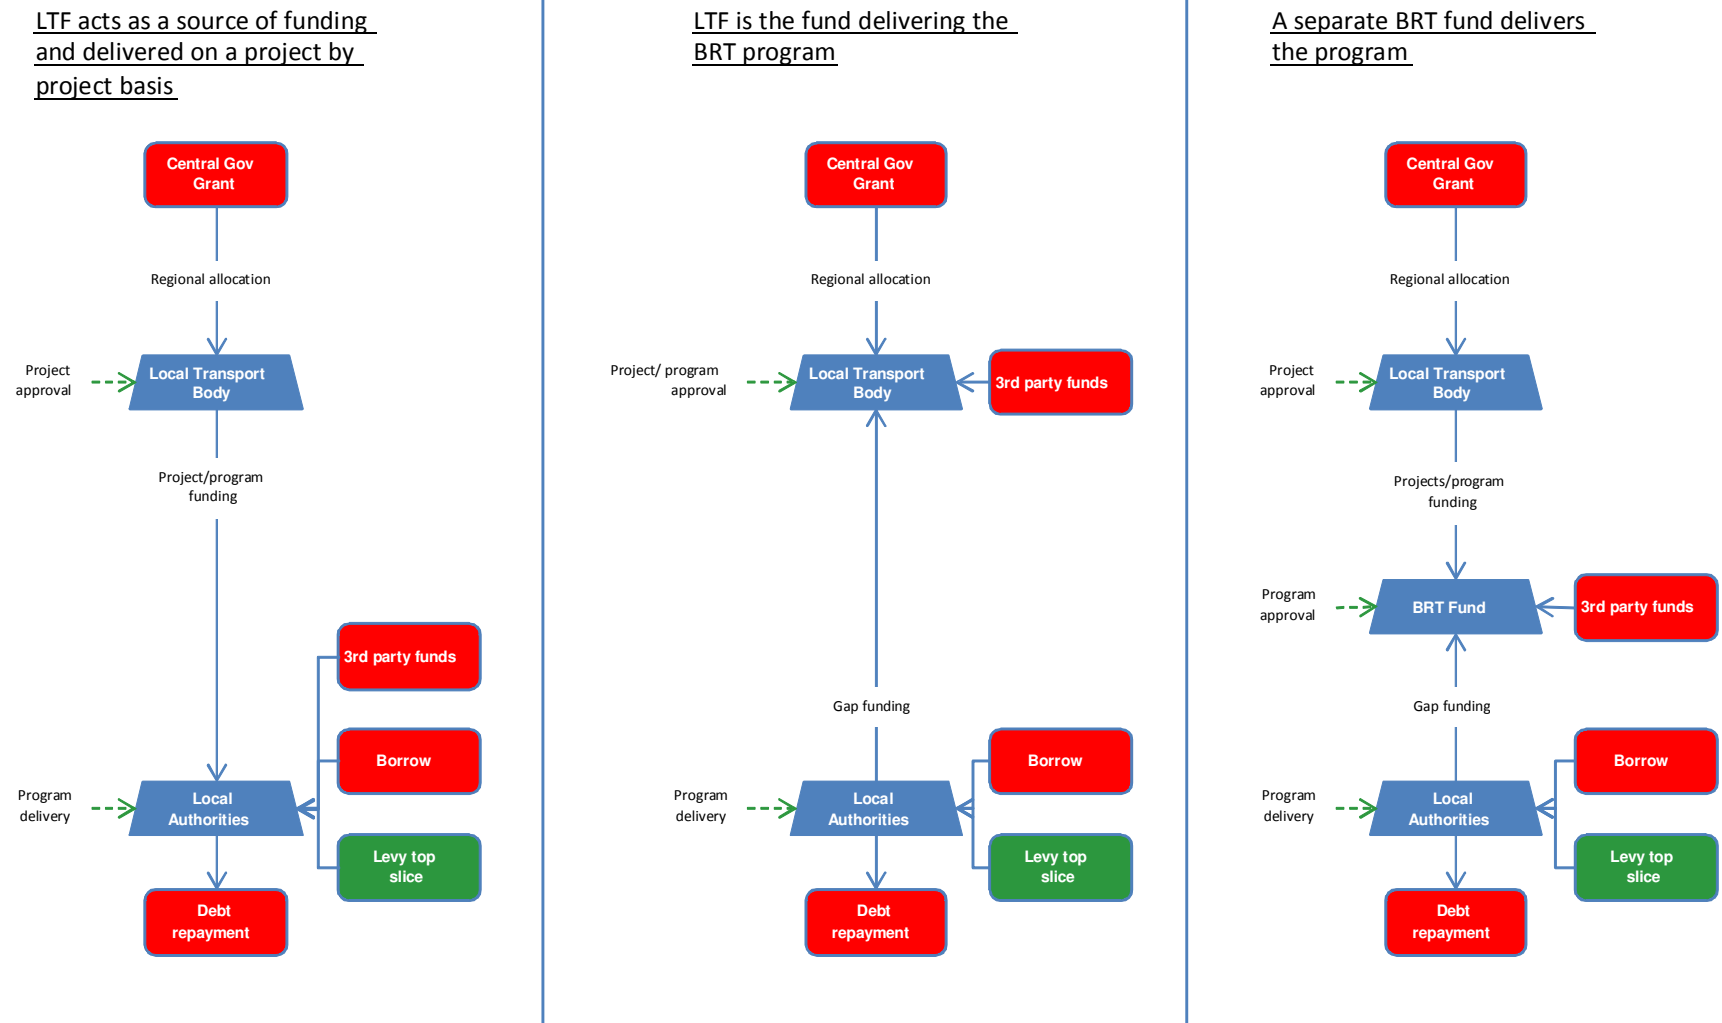 LTF acts as a source of funding
and delivered on a project by
project basis
Central Gov
Grant
Regional allocation
Project
approval
Local Transport
Body
Project/program
funding
3rd party funds
Borrow
Program
delivery
Local
Authorities
Levy top
slice
Debt
repayment
LTF is the fund delivering the
BRT program
Central Gov
Grant
Regional allocation
Project/ program
approval
Local Transport
Body
3rd party funds
Gap funding
Borrow
Program
delivery
Local
Authorities
Levy top
slice
Debt
repayment
A separate BRT fund delivers
the program
Central Gov
Grant
Regional allocation
Project
approval
Local Transport
Body
Projects/program
funding
Program
approval
BRT Fund
3rd party funds
Gap funding
Borrow
Program
delivery
Local
Authorities
Levy top
slice
Debt
repayment